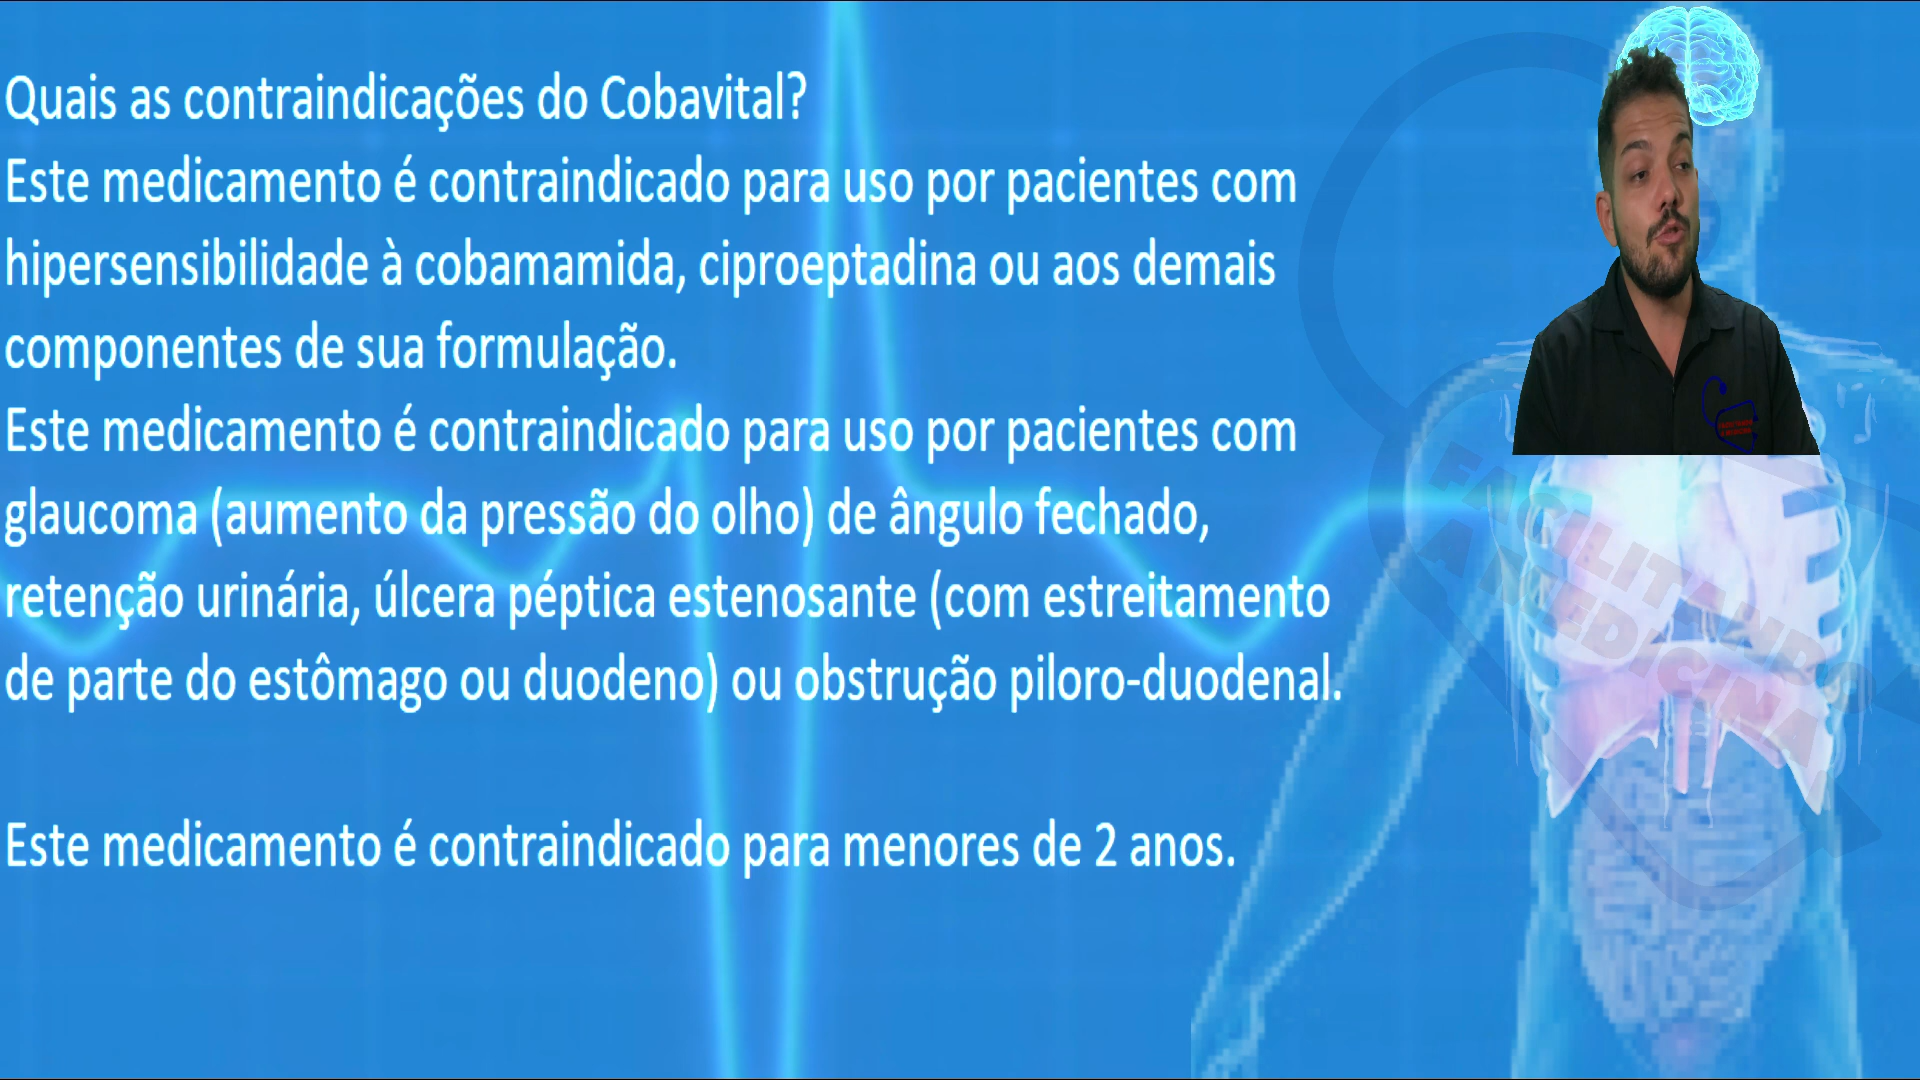 Quais as contraindicações do Cobavital?
Este medicamento é contraindicado para uso por pacientes com
hipersensibilidade à cobamamida, ciproeptadina ou aos demais
componentes de sua formulação.
Este medicamento é contraindicado para uso por pacientes com
glaucoma (aumento da pressão do olho) de ângulo fechado,
retenção urinária, úlcera péptica estenosante (com estreitamento
de parte do estômago ou duodeno) ou obstrução piloro-duodenal.
Este medicamento é contraindicado para menores de 2 anos.
FACILITANDO
A MEDICINA